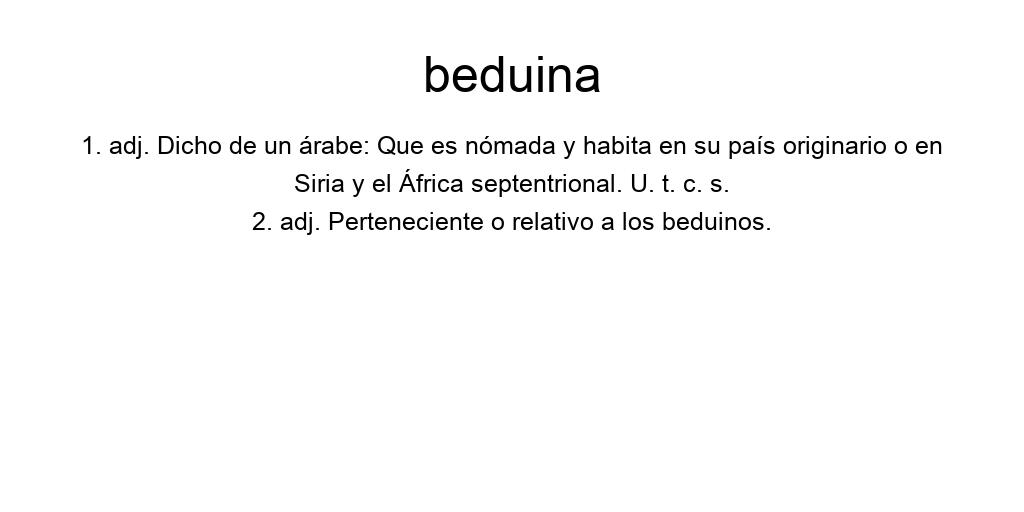 beduina
1. adj. Dicho de un árabe: Que es nómada y habita en su país originario o en
Siria y el África septentrional. U. t. c. s.
2. adj. Perteneciente o relativo a los beduinos.